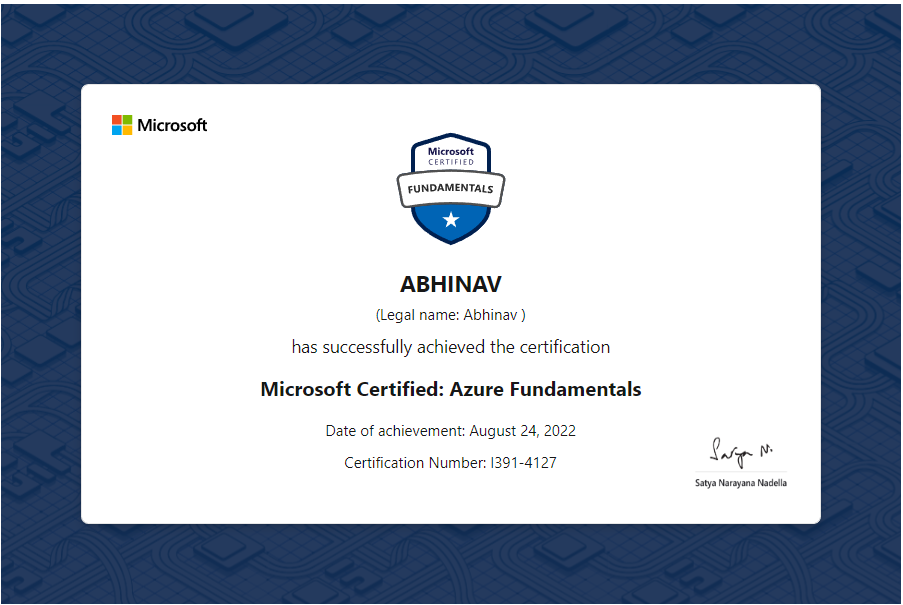 Microsoft
Microsoft
CERTIFIED
FUNDAMENTALS
ABHINAV
(Legal name: Abhinav )
has successfully achieved the certification
Microsoft Certified: Azure Fundamentals
Date of achievement: August 24, 2022
Certification Number: I391-4127
Satya N.
Satya Narayana Nadella